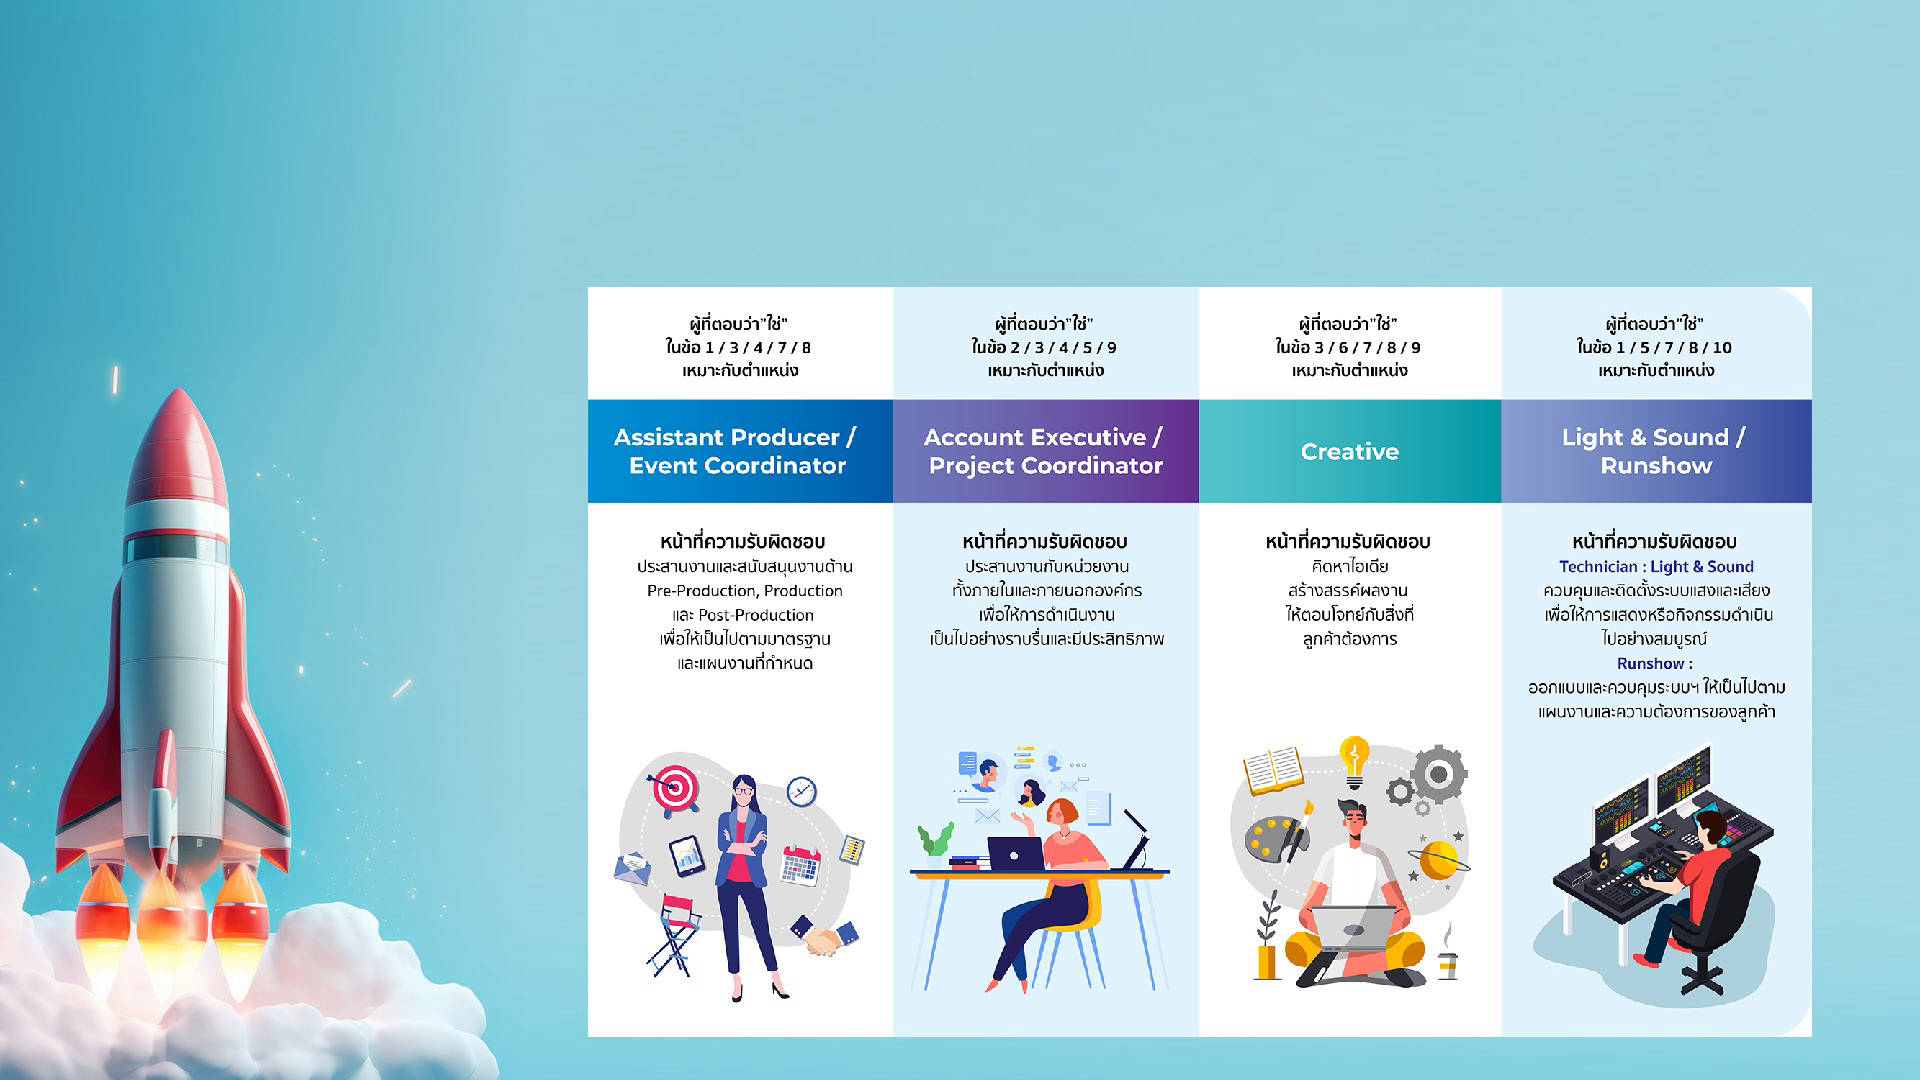 ผู้ที่ตอบว่า"ใช่"
ในข้อ 1 / 3 / 4 / 7 / 8
เหมาะกับตำแหน่ง
Assistant Producer /
Event Coordinator
หน้าที่ความรับผิดชอบ
ประสานงานและสนับสนุนงานด้าน
Pre-Production, Production
และ Post-Production
เพื่อให้เป็นไปตามมาตรฐาน
และแผนงานที่กำหนด
ผู้ที่ตอบว่า"ใช่"
ในข้อ 2 / 3 / 4 / 5 / 9
เหมาะกับตำแหน่ง
Account Executive /
Project Coordinator
หน้าที่ความรับผิดชอบ
ประสานงานกับหน่วยงาน
ทั้งภายในและภายนอกองค์กร
เพื่อให้การดำเนินงาน
เป็นไปอย่างราบรื่นและมีประสิทธิภาพ
ผู้ที่ตอบว่า"ใช่"
ในข้อ 3 / 6 / 7 / 8 / 9
เหมาะกับตำแหน่ง
Creative
หน้าที่ความรับผิดชอบ
คิดหาไอเดีย
สร้างสรรค์ผลงาน
ให้ตอบโจทย์กับสิ่งที่
ลูกค้าต้องการ
ผู้ที่ตอบว่า"ใช่"
ในข้อ 1 / 5 / 7 / 8 / 10
เหมาะกับตำแหน่ง
Light & Sound /
Runshow
หน้าที่ความรับผิดชอบ
Technician : Light & Sound
ควบคุมและติดตั้งระบบแสงและเสียง
เพื่อให้การแสดงหรือกิจกรรมดำเนิน
ไปอย่างสมบูรณ์
Runshow :
ออกแบบและควบคุมระบบฯ ให้เป็นไปตาม
แผนงานและความต้องการของลูกค้า